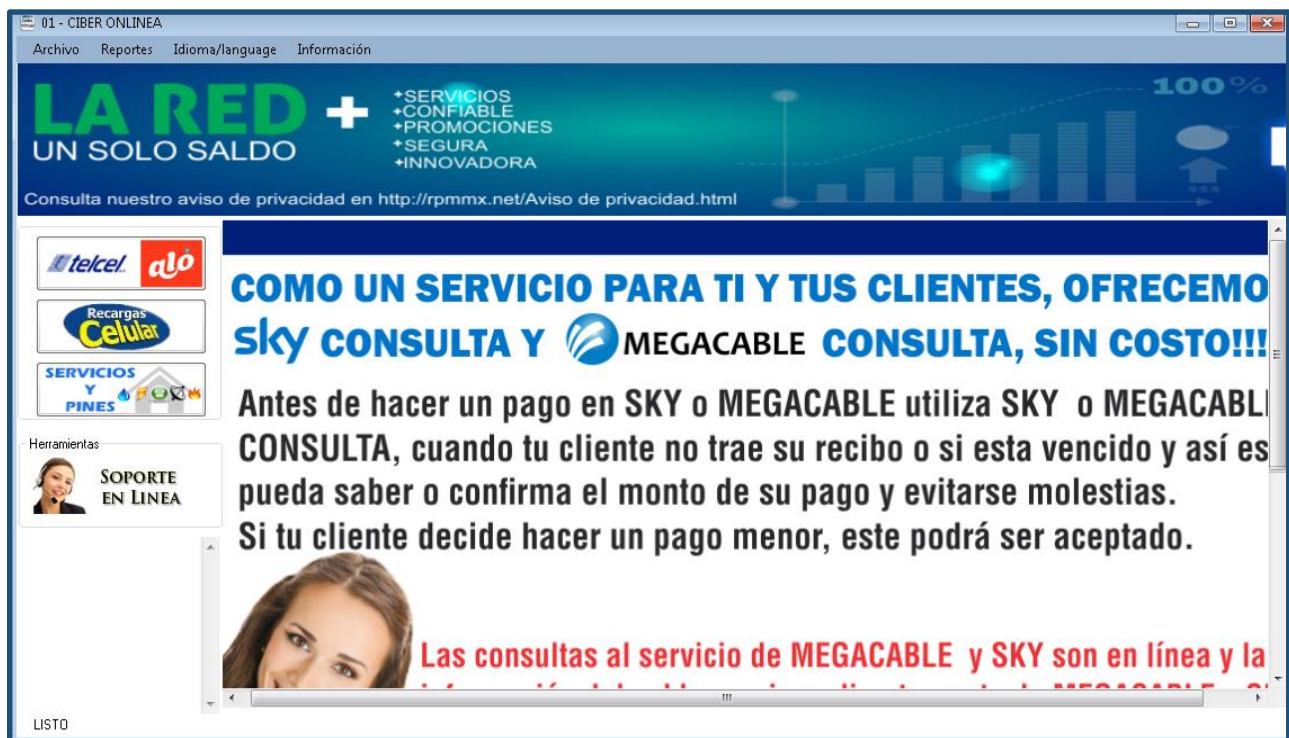 01 - CIBER ONLINEA
Archivo Reportes Idioma/language Información
LA RED +
UN SOLO SALDO
+SERVICIOS
+CONFIABLE
+PROMOCIONES
+SEGURA
+INNOVADORA
100%
$$$
Consulta nuestro aviso de privacidad en http://rpmmx.net/Aviso de privacidad.html
telcel aló
Recargas
Celular
SERVICIOS
Y
PINES
Herramientas
SOPORTE
EN LINEA
COMO UN SERVICIO PARA TI Y TUS CLIENTES, OFRECEMO
sky CONSULTA Y MEGACABLE CONSULTA, SIN COSTO!!!
Antes de hacer un pago en SKY o MEGACABLE utiliza SKY o MEGACABL
CONSULTA, cuando tu cliente no trae su recibo o si esta vencido y así es
pueda saber o confirma el monto de su pago y evitarse molestias.
Si tu cliente decide hacer un pago menor, este podrá ser aceptado.
Las consultas al servicio de MEGACABLE y SKY son en línea y la
LISTO